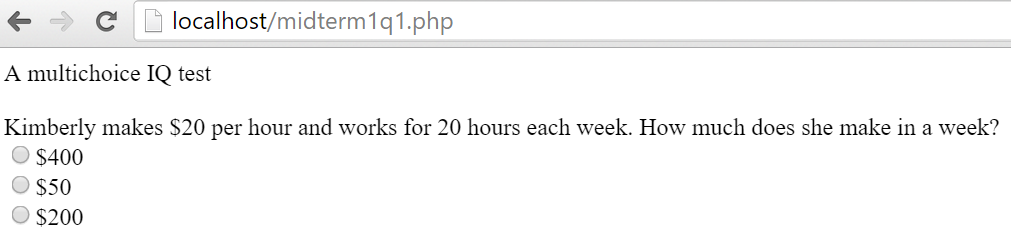 localhost/midterm1q1.php
A multichoice IQ test
Kimberly makes $20 per hour and works for 20 hours each week. How much does she make in a week?
$400
$50
$200